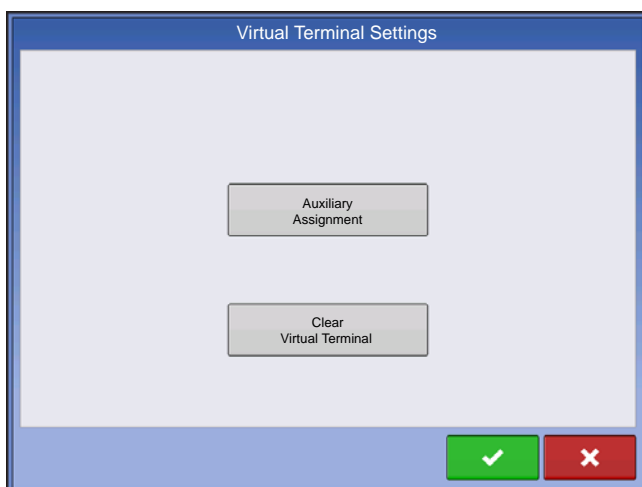 Virtual Terminal Settings
Auxiliary
Assignment
Clear
Virtual Terminal